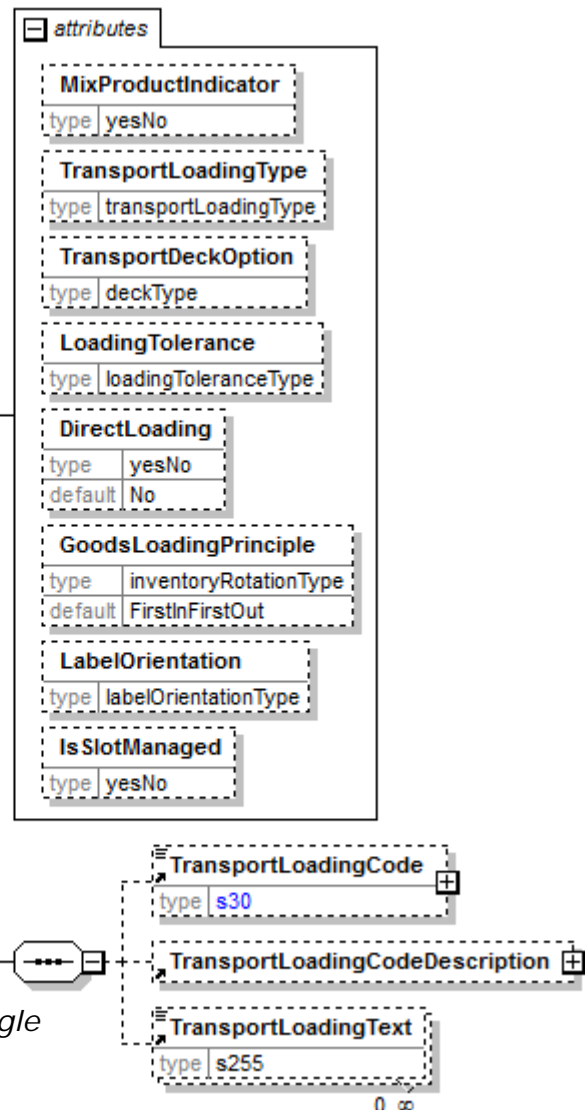 attributes
MixProductIndicator
type yesNo
TransportLoadingType
type transportLoadingType
TransportDeckOption
type deckType
LoadingTolerance
type loadingToleranceType
DirectLoading
type yesNo
default No
GoodsLoadingPrinciple
type inventoryRotationType
default FirstInFirstOut
LabelOrientation
type labelOrientationType
IsSlotManaged
type yesNo
TransportLoadingCode
type s30
TransportLoadingCodeDescription
gle
TransportLoadingText
type s255
0..∞